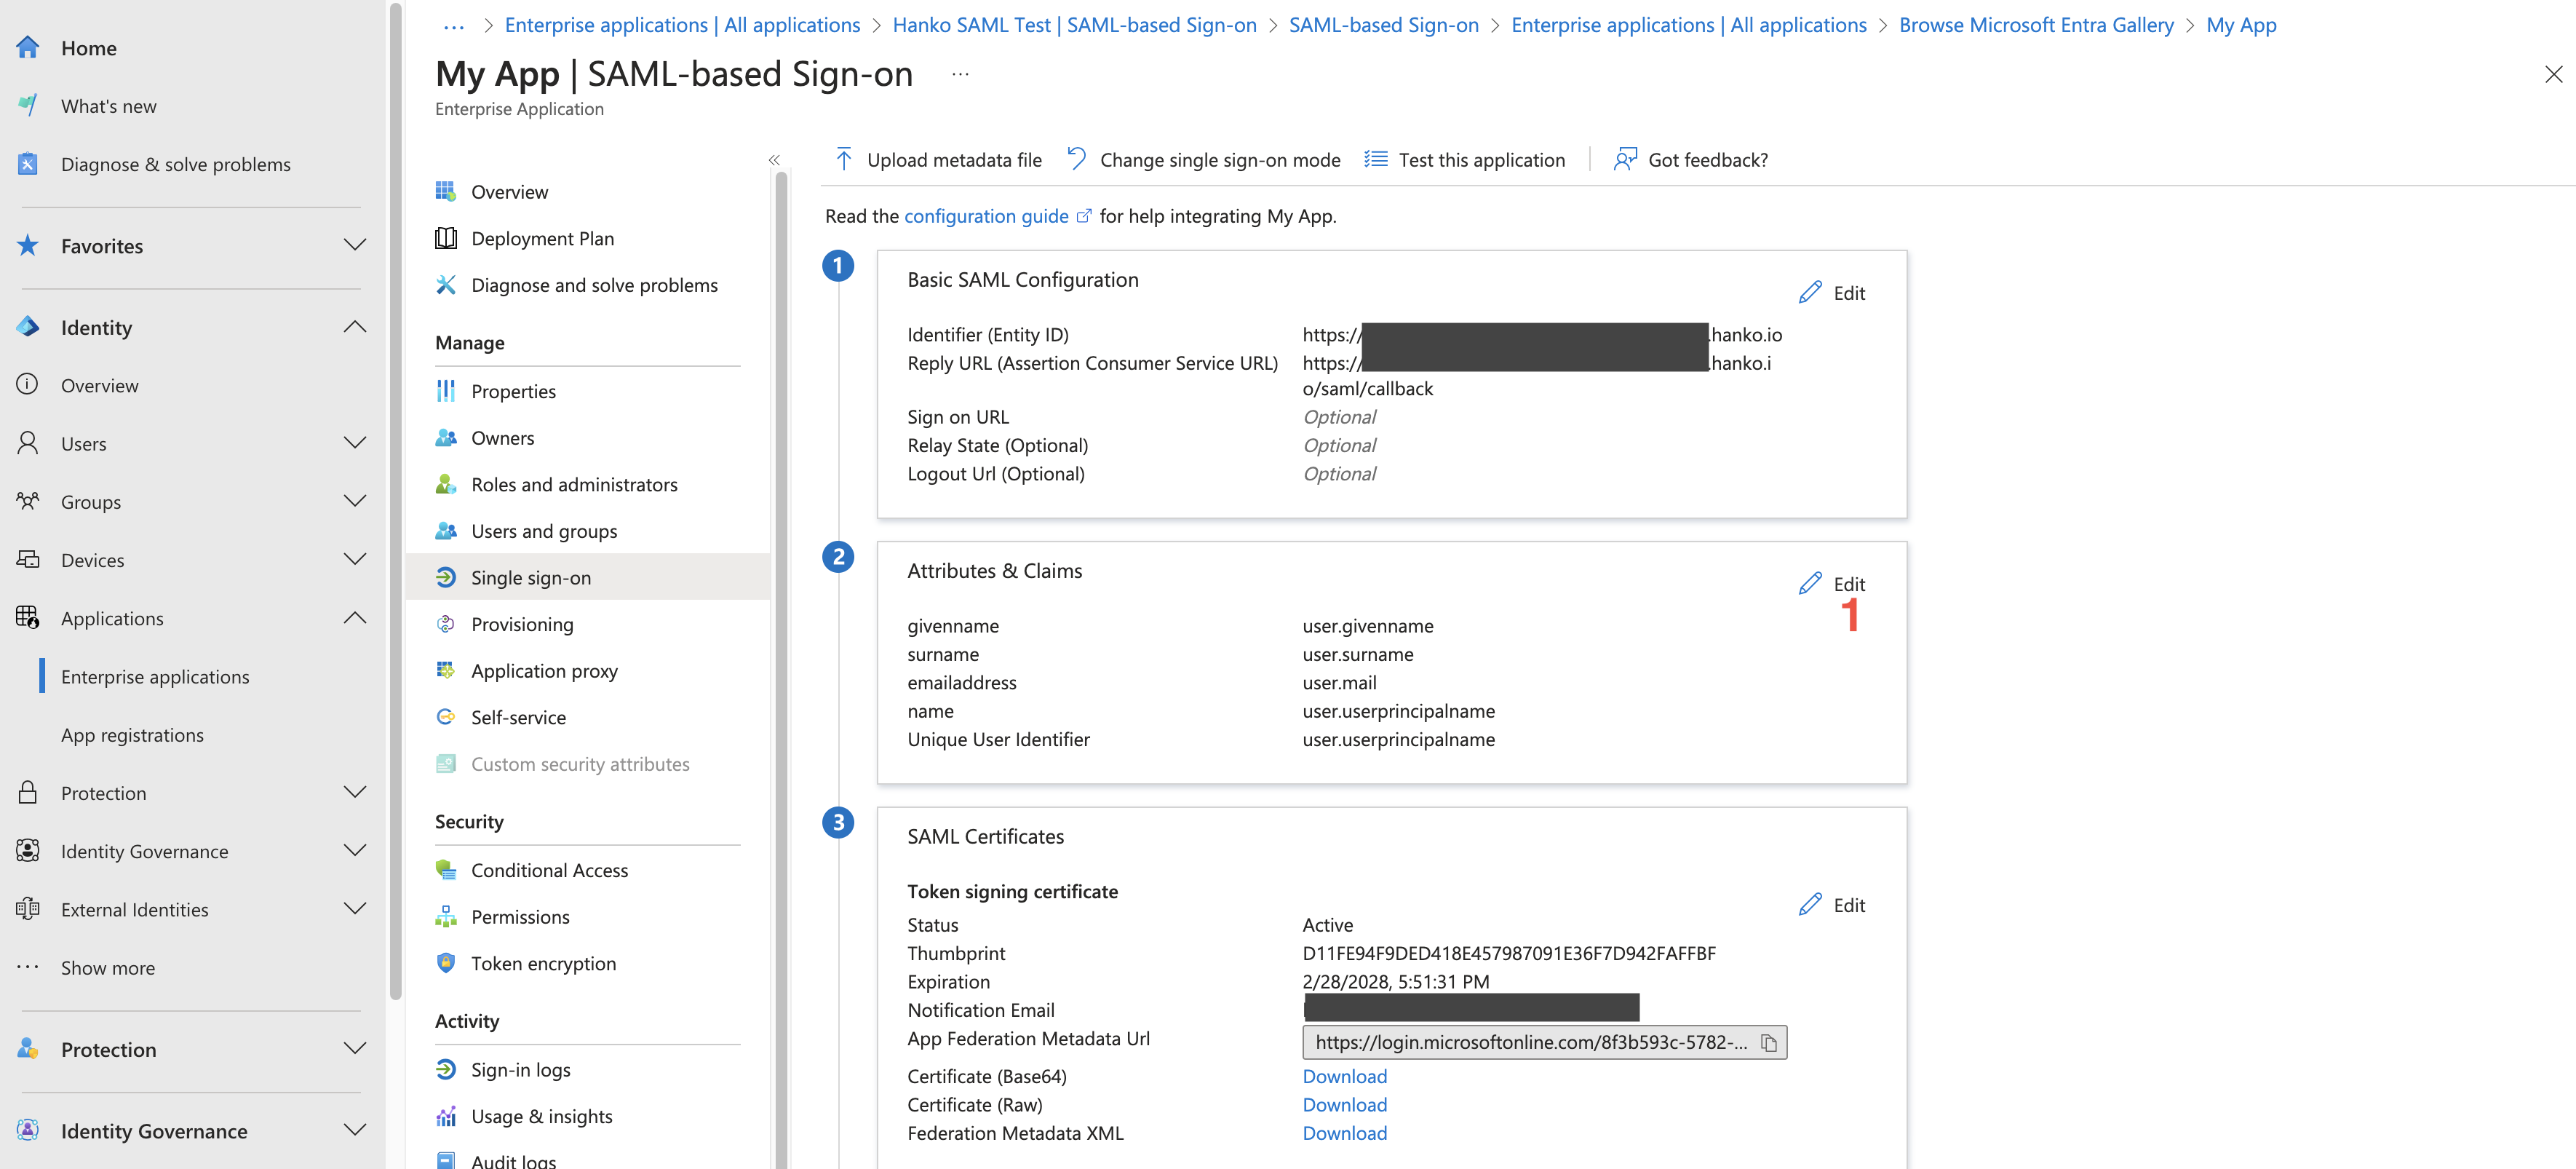 Home
What's new
Diagnose & solve problems
Favorites
Identity
Overview
Users
Groups
Devices
Applications
Enterprise applications
App registrations
Protection
Identity Governance
External Identities
··· Show more
Protection
Identity Governance
··· > Enterprise applications | All applications > Hanko SAML Test | SAML-based Sign-on > SAML-based Sign-on > Enterprise applications | All applications > Browse Microsoft Entra Gallery > My App
My App | SAML-based Sign-on ···
Enterprise Application
«
Overview
Deployment Plan
Diagnose and solve problems
Manage
Properties
Owners
Roles and administrators
Users and groups
Single sign-on
Provisioning
Application proxy
Self-service
Custom security attributes
Security
Conditional Access
Permissions
Token encryption
Activity
Sign-in logs
Usage & insights
Audit logs
Upload metadata file Change single sign-on mode Test this application | Got feedback?
Read the configuration guide for help integrating My App.
1
Basic SAML Configuration
Edit
Identifier (Entity ID) https:// .hanko.io
Reply URL (Assertion Consumer Service URL) https:// .hanko.i
o/saml/callback
Sign on URL Optional
Relay State (Optional) Optional
Logout Url (Optional) Optional
2
Attributes & Claims
Edit
1
givenname user.givenname
surname user.surname
emailaddress user.mail
name user.userprincipalname
Unique User Identifier user.userprincipalname
3
SAML Certificates
Token signing certificate
Edit
Status Active
Thumbprint D11FE94F9DED418E457987091E36F7D942FAFFBF
Expiration 2/28/2028, 5:51:31 PM
Notification Email
App Federation Metadata Url https://login.microsoftonline.com/8f3b593c-5782-...
Certificate (Base64) Download
Certificate (Raw) Download
Federation Metadata XML Download